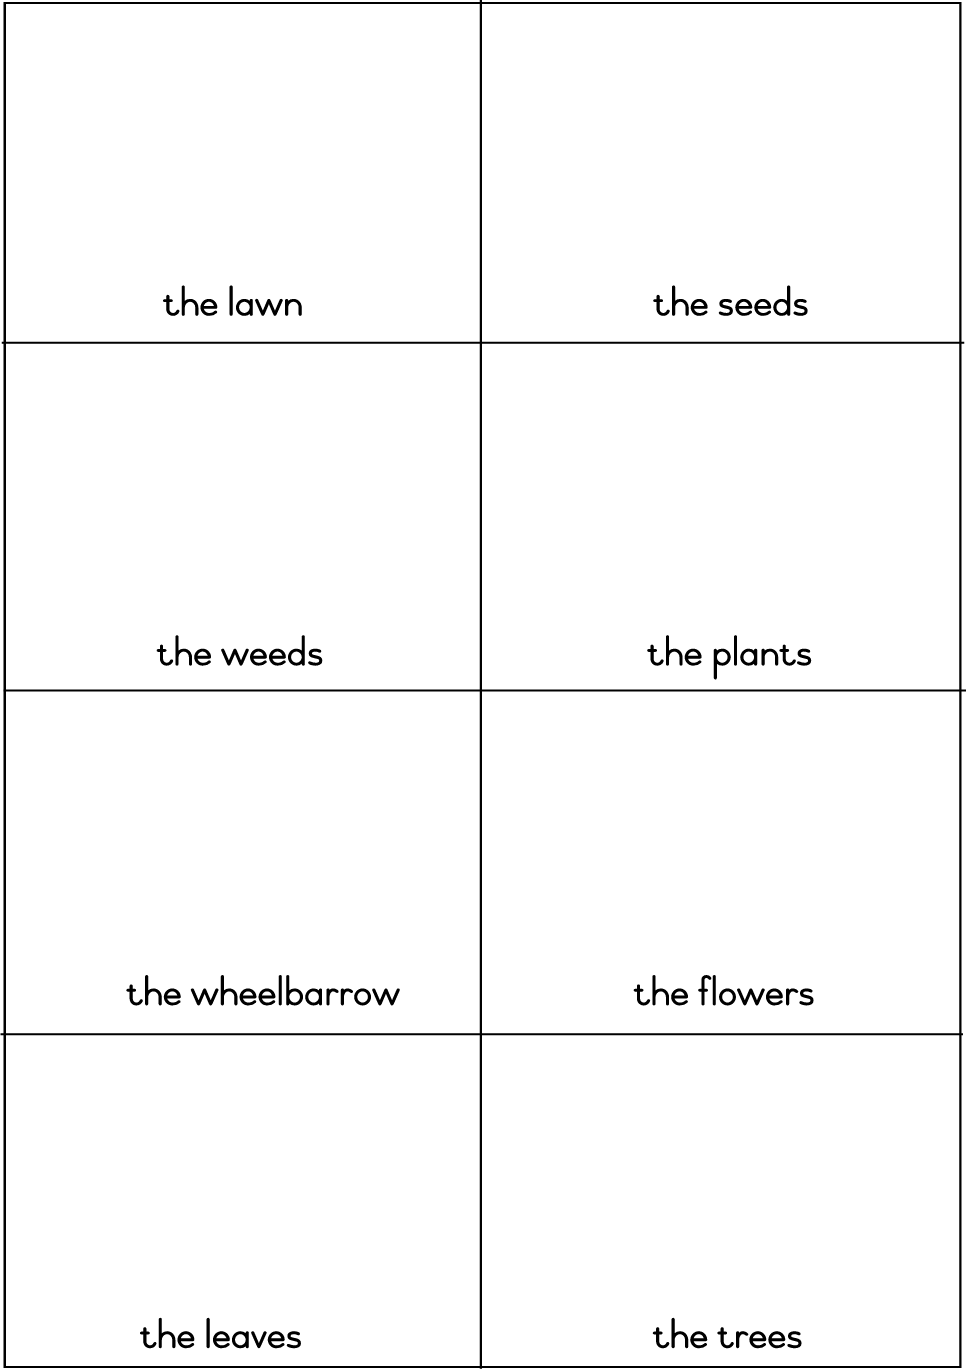 the lawn
the seeds
the weeds
the plants
the wheelbarrow
the flowers
the leaves
the trees